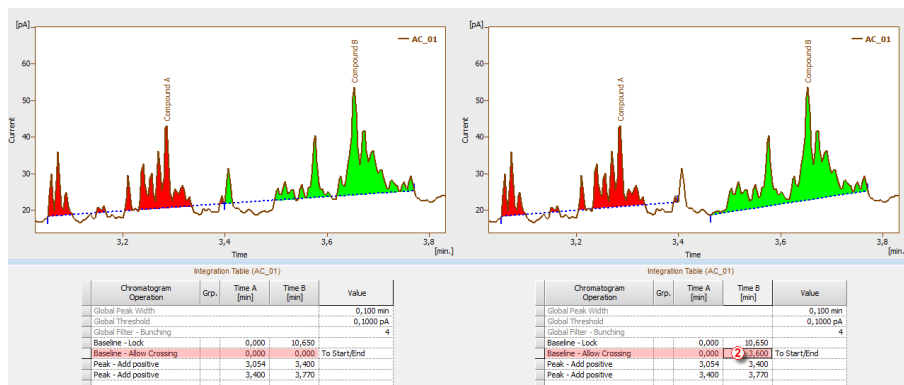 [pA]
70
60
50
40
30
20
Current
Compound A
Compound B
AC_01
3,2
3,4
3,6
3,8
Time
[min.]
[pA]
70
60
50
40
30
20
Current
Compound A
Compound B
AC_01
3,2
3,4
3,6
3,8
Time
[min.]
Integration Table (AC_01)
Chromatogram Operation Grp. Time A [min] Time B [min] Value
Global Peak Width 0,100 min
Global Threshold 0,1000 pA
Global Filter - Bunching 4
Baseline - Lock 0,000 10,650
Baseline - Allow Crossing 0,000 0,000 To Start/End
Peak - Add positive 3,054 3,400
Peak - Add positive 3,400 3,770
Integration Table (AC_01)
Chromatogram Operation Grp. Time A [min] Time B [min] Value
Global Peak Width 0,100 min
Global Threshold 0,1000 pA
Global Filter - Bunching 4
Baseline - Lock 0,000 10,650
Baseline - Allow Crossing 0,000 2 3,600 To Start/End
Peak - Add positive 3,054 3,400
Peak - Add positive 3,400 3,770